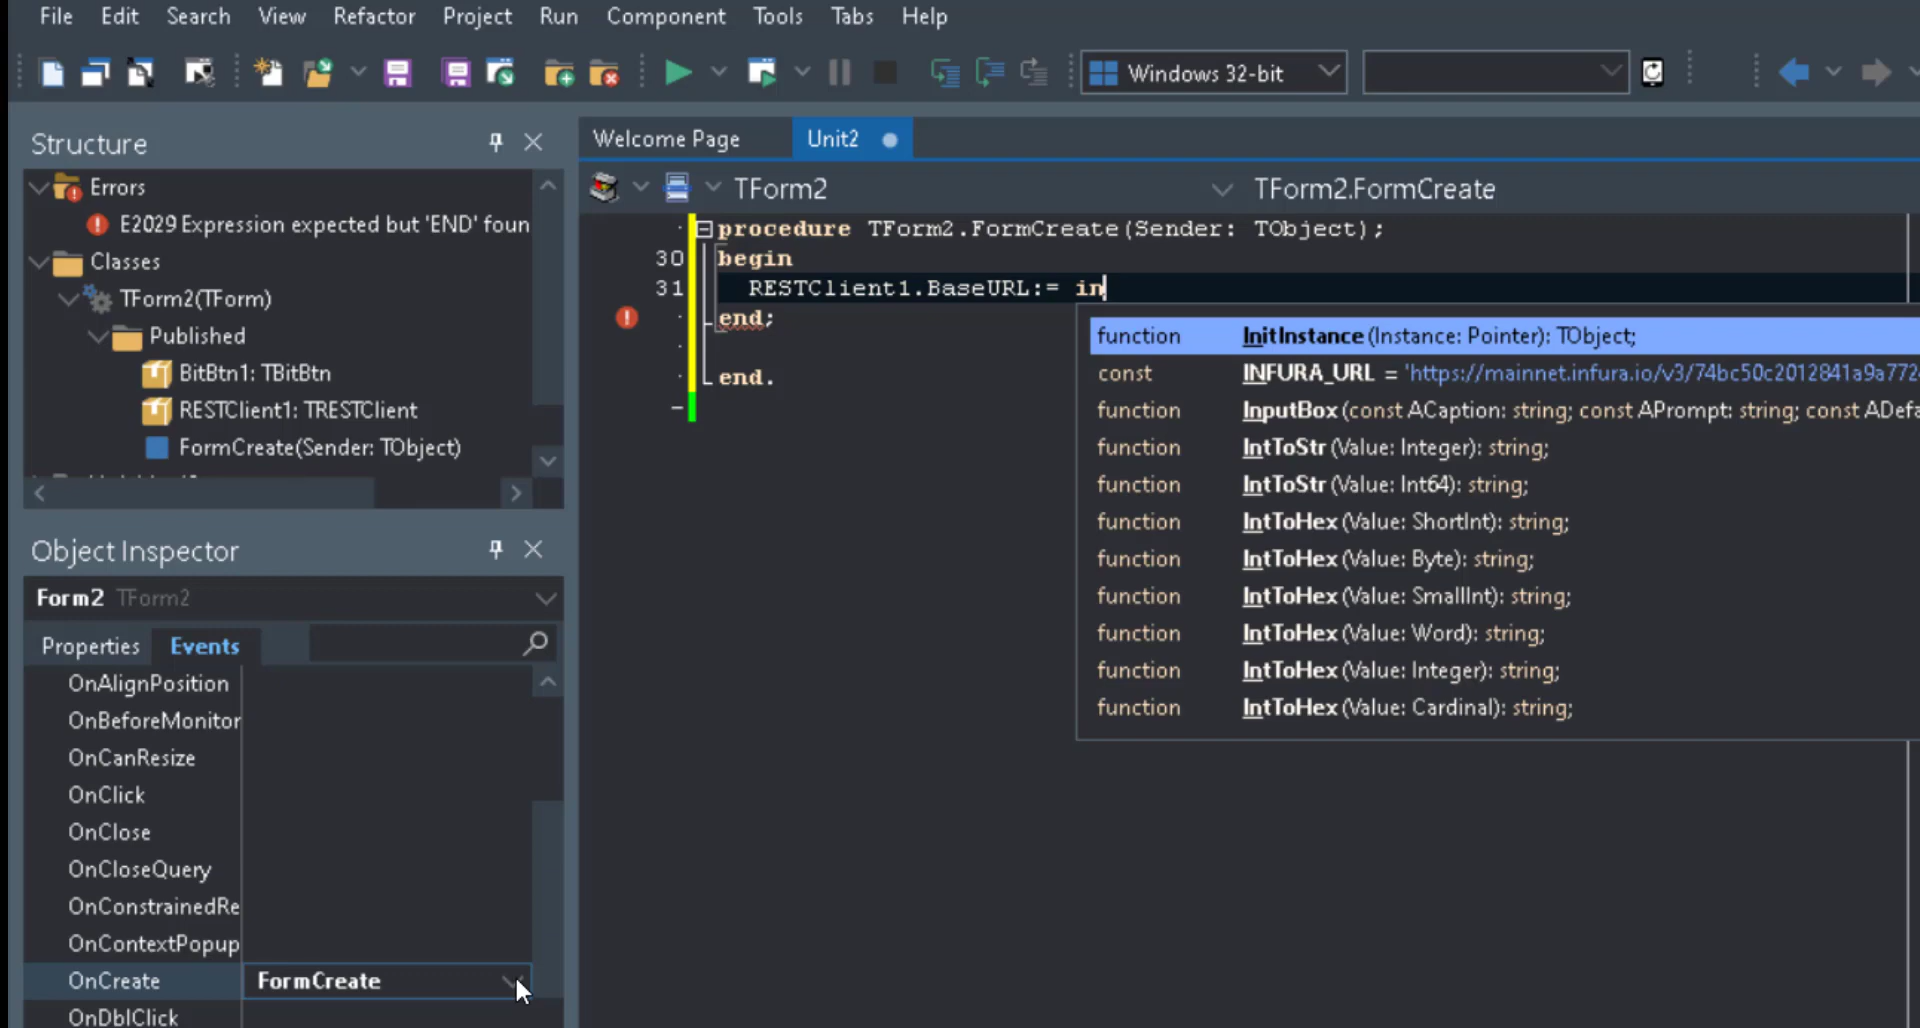 File Edit Search View Refactor Project Run Component Tools Tabs Help
Windows 32-bit
Structure
Errors
E2029 Expression expected but 'END' foun
Classes
TForm2(TForm)
Published
BitBtn1: TBitBtn
RESTClient1: TRESTClient
FormCreate(Sender: TObject)
Object Inspector
Form2 TForm2
Properties Events
OnAlignPosition
OnBeforeMonitor
OnCanResize
OnClick
OnClose
OnCloseQuery
OnConstrainedRe
OnContextPopup
OnCreate FormCreate
OnDblClick
Welcome Page Unit2
TForm2 TForm2.FormCreate
procedure TForm2.FormCreate(Sender: TObject);
30 begin
31 RESTClient1.BaseURL:= in
end;
end.
function InitInstance(Instance: Pointer): TObject;
const INFURA_URL = 'https://mainnet.infura.io/v3/74bc50c2012841a9a772
function InputBox(const ACaption: string; const APrompt: string; const ADefa
function IntToStr(Value: Integer): string;
function IntToStr(Value: Int64): string;
function IntToHex(Value: ShortInt): string;
function IntToHex(Value: Byte): string;
function IntToHex(Value: SmallInt): string;
function IntToHex(Value: Word): string;
function IntToHex(Value: Integer): string;
function IntToHex(Value: Cardinal): string;